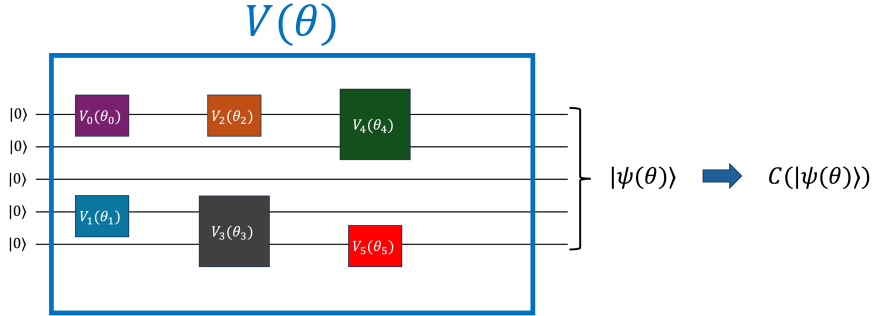 V(θ)
|0⟩
V₀(θ₀)
V₂(θ₂)
V₄(θ₄)
|0⟩
|0⟩
|ψ(θ)⟩
C(|ψ(θ)⟩)
|0⟩
V₁(θ₁)
V₃(θ₃)
|0⟩
V₅(θ₅)